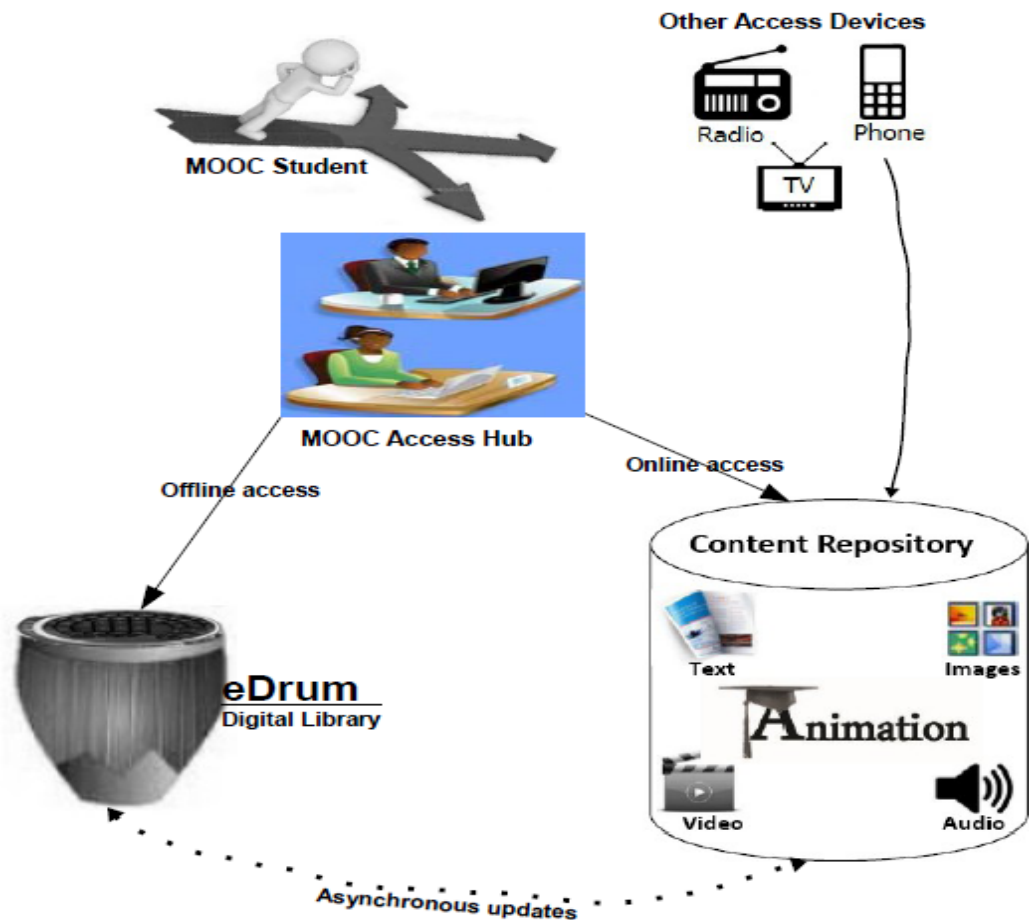 Other Access Devices
Radio
Phone
TV
MOOC Student
MOOC Access Hub
Offline access
Online access
Content Repository
Text
Images
Animation
Video
Audio
eDrum
Digital Library
Asynchronous updates